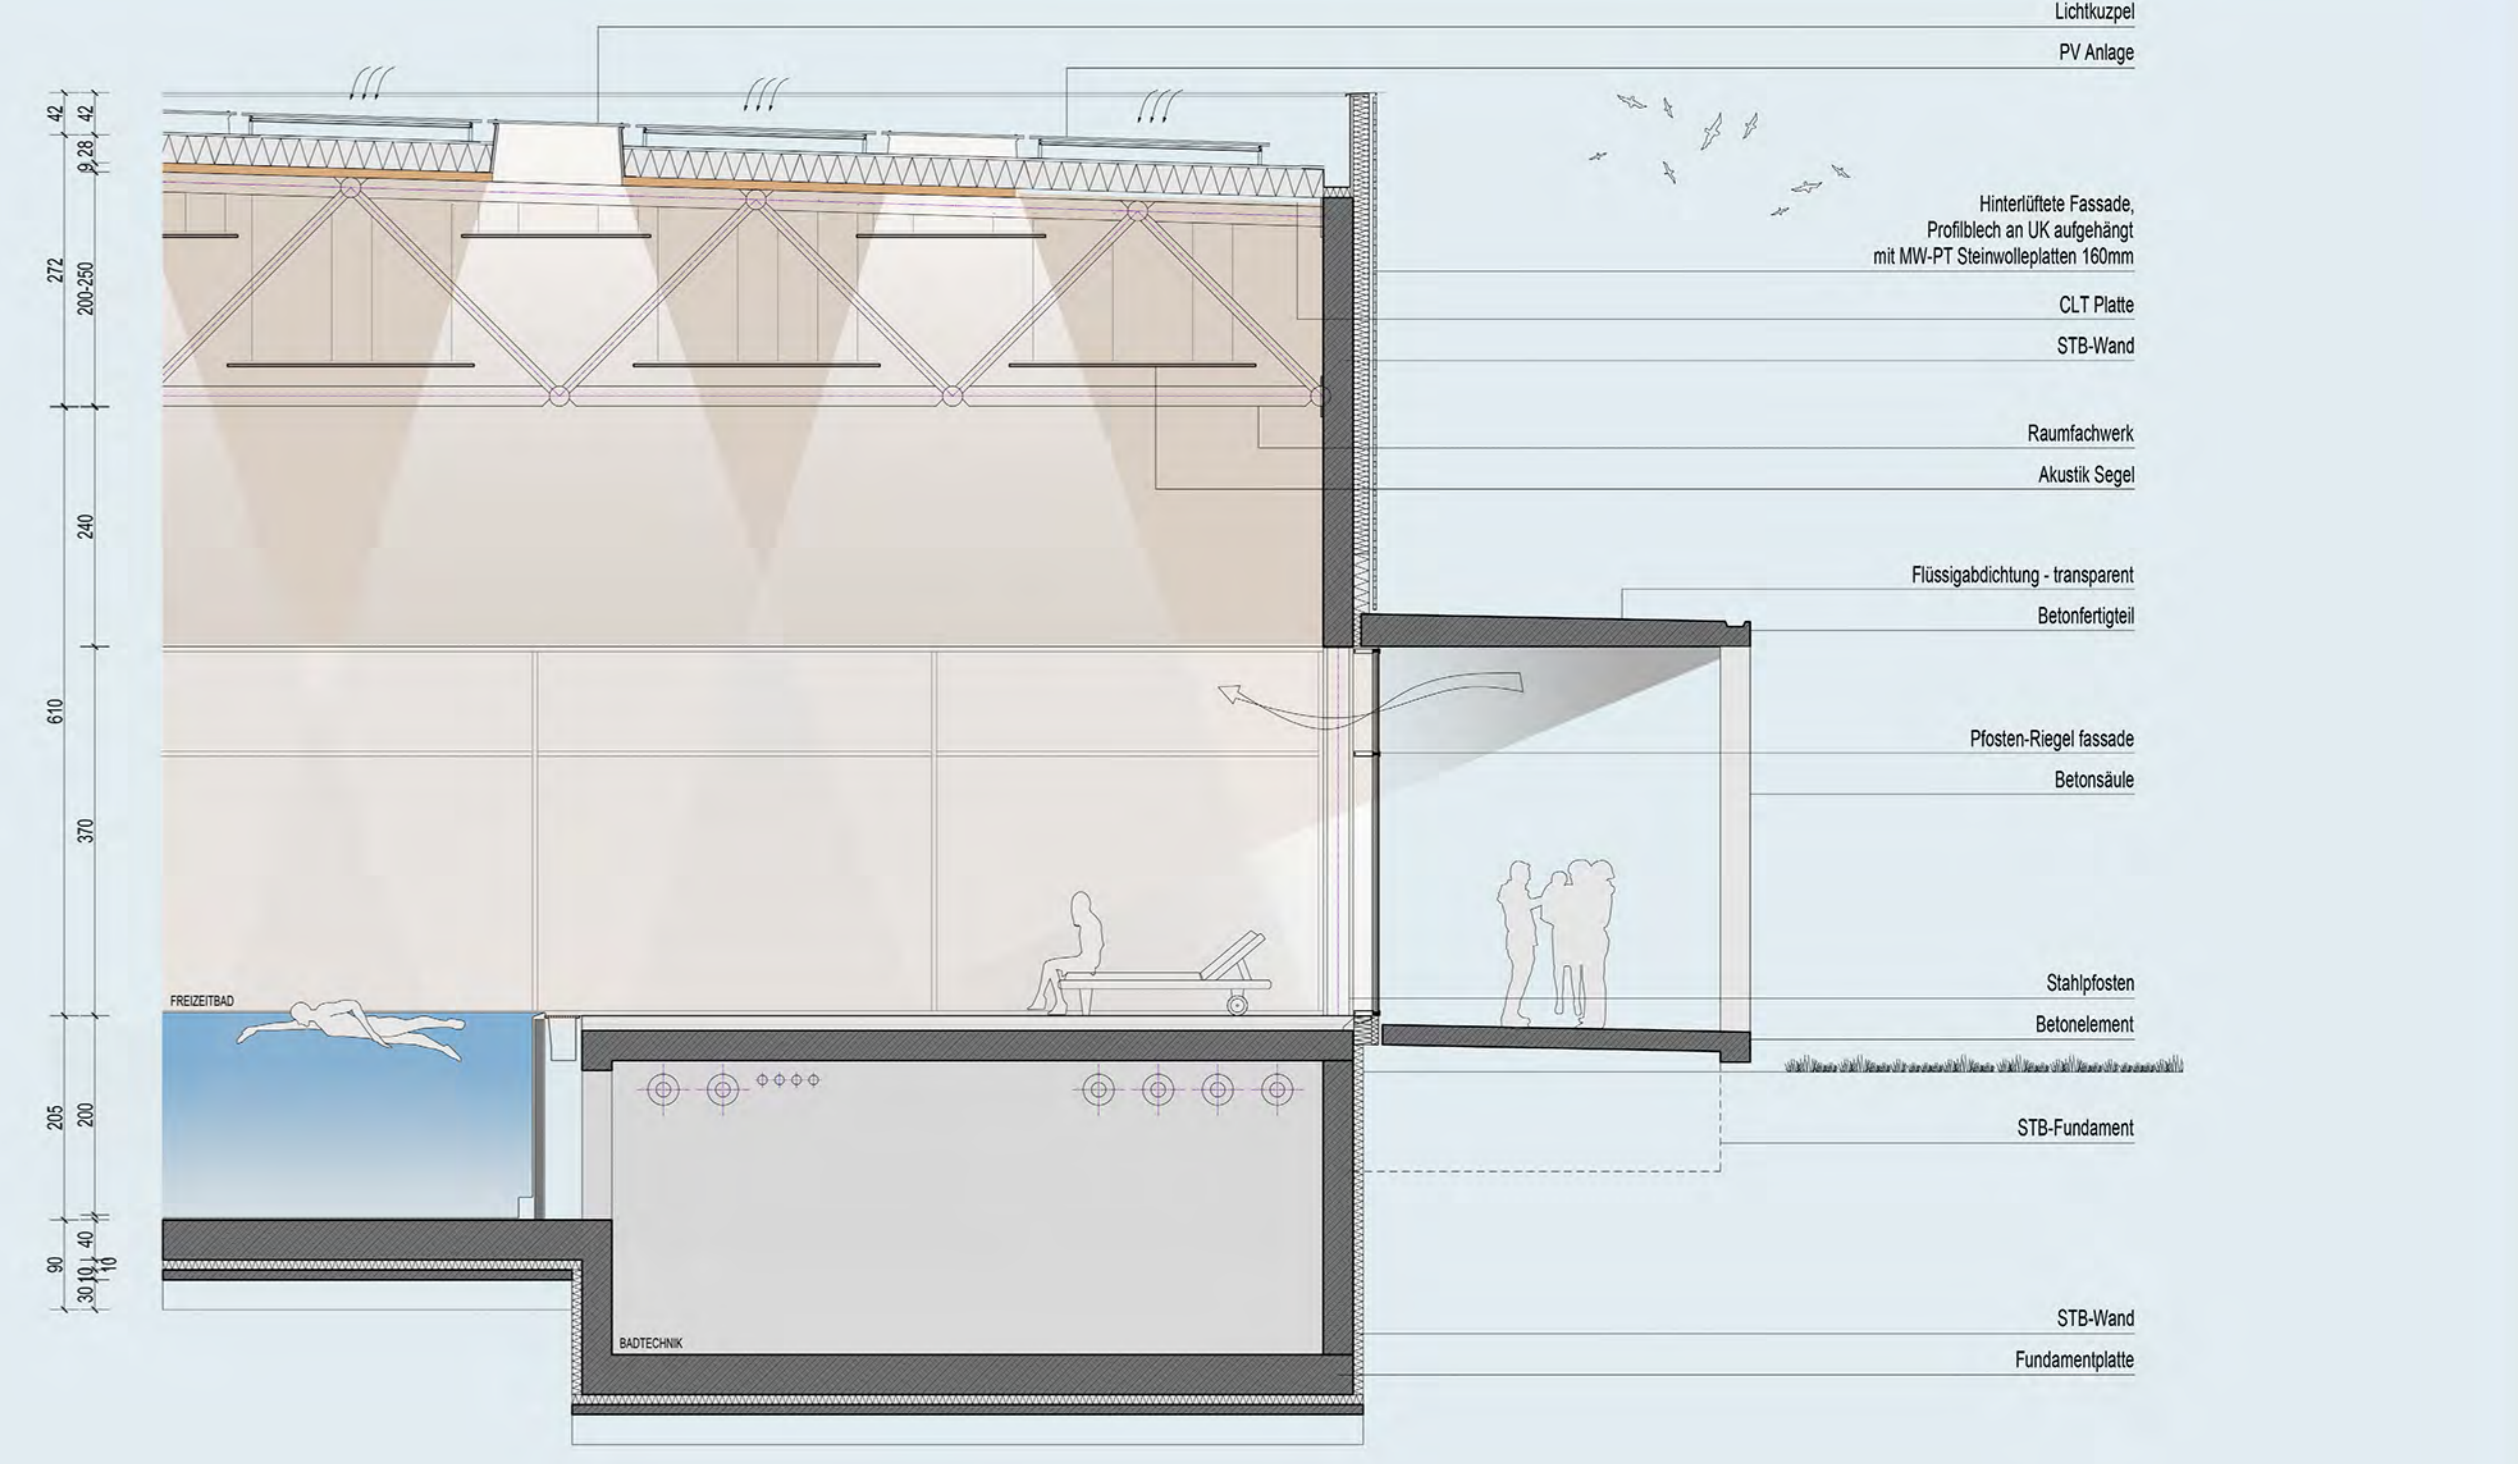 Lichtkuzpel
PV Anlage
Hinterlüftete Fassade,
Profilblech an UK aufgehängt
mit MW-PT Steinwolleplatten 160mm
CLT Platte
STB-Wand
Raumfachwerk
Akustik Segel
Flüssigabdichtung - transparent
Betonfertigteil
Pfosten-Riegel fassade
Betonsäule
Stahlpfosten
Betonelement
STB-Fundament
STB-Wand
Fundamentplatte
FREIZEITBAD
BADTECHNIK
42
272
610
205
90
42
28
9
200-250
240
370
200
40
10
10
30